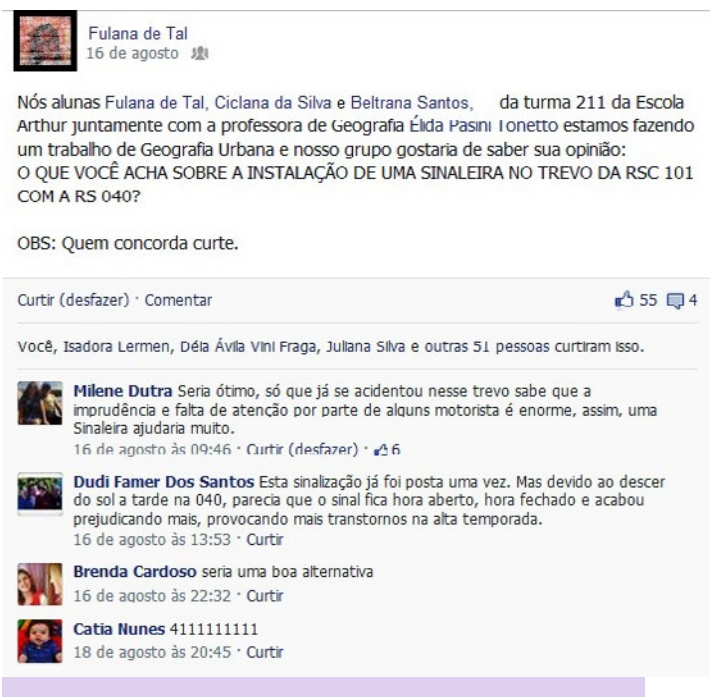 Fulana de Tal
16 de agosto
Nós alunas Fulana de Tal, Ciclana da Silva e Beltrana Santos, da turma 211 da Escola
Arthur juntamente com a professora de Geografia Élida Pasini Tonetto estamos fazendo
um trabalho de Geografia Urbana e nosso grupo gostaria de saber sua opinião:
O QUE VOCÊ ACHA SOBRE A INSTALAÇÃO DE UMA SINALEIRA NO TREVO DA RSC 101
COM A RS 040?
OBS: Quem concorda curte.
Curtir (desfazer) · Comentar 55 4
Você, Isadora Lermen, Déia Ávila Vini Fraga, Juliana Silva e outras 51 pessoas curtiram isso.
Milene Dutra Seria ótimo, só que já se acidentou nesse trevo sabe que a
imprudência e falta de atenção por parte de alguns motorista é enorme, assim, uma
Sinaleira ajudaria muito.
16 de agosto às 09:46 · Curtir (desfazer) · 6
Dudi Famer Dos Santos Esta sinalização já foi posta uma vez. Mas devido ao descer
do sol a tarde na 040, parecia que o sinal fica hora aberto, hora fechado e acabou
prejudicando mais, provocando mais transtornos na alta temporada.
16 de agosto às 13:53 · Curtir
Brenda Cardoso seria uma boa alternativa
16 de agosto às 22:32 · Curtir
Catia Nunes 4111111111
18 de agosto às 20:45 · Curtir